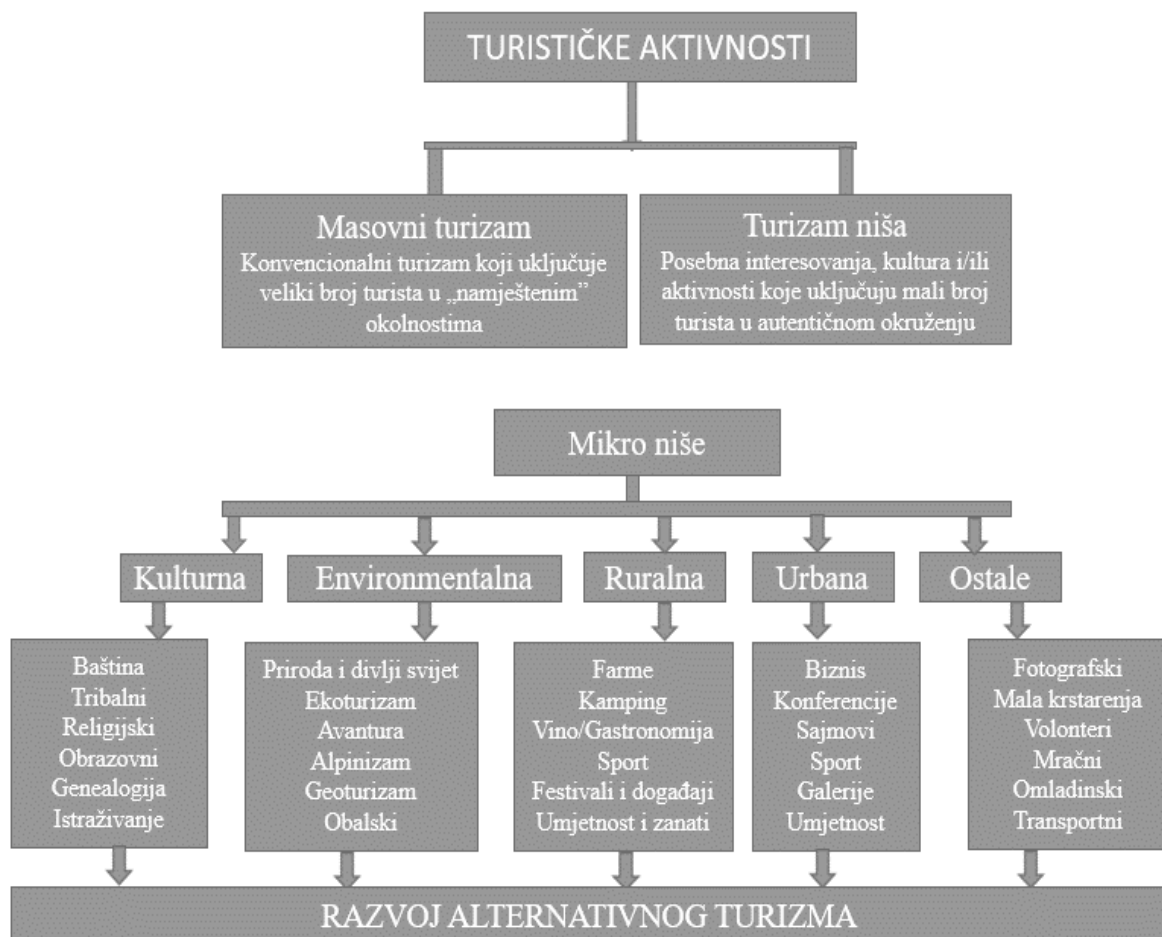 TURISTIČKE AKTIVNOSTI
Masovni turizam
Konvencionalni turizam koji uključuje
veliki broj turista u „namještenim”
okolnostima
Turizam niša
Posebna interesovanja, kultura i/ili
aktivnosti koje uključuju mali broj
turista u autentičnom okruženju
Mikro niše
Kulturna
Environmentalna
Ruralna
Urbana
Ostale
Baština
Tribalni
Religijski
Obrazovni
Genealogija
Istraživanje
Priroda i divlji svijet
Ekoturizam
Avantura
Alpinizam
Geoturizam
Obalski
Farme
Kamping
Vino/Gastronomija
Sport
Festivali i događaji
Umjetnost i zanati
Biznis
Konferencije
Sajmovi
Sport
Galerije
Umjetnost
Fotografski
Mala krstarenja
Volonteri
Mračni
Omladinski
Transportni
RAZVOJ ALTERNATIVNOG TURIZMA